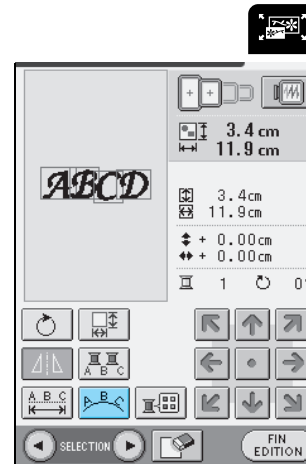 3.4 cm
11.9 cm
ABCD
3.4cm
11.9cm
+ 0.00cm
+ 0.00cm
1 0°
A B C
A B C
B
SELECTION
FIN
EDITION